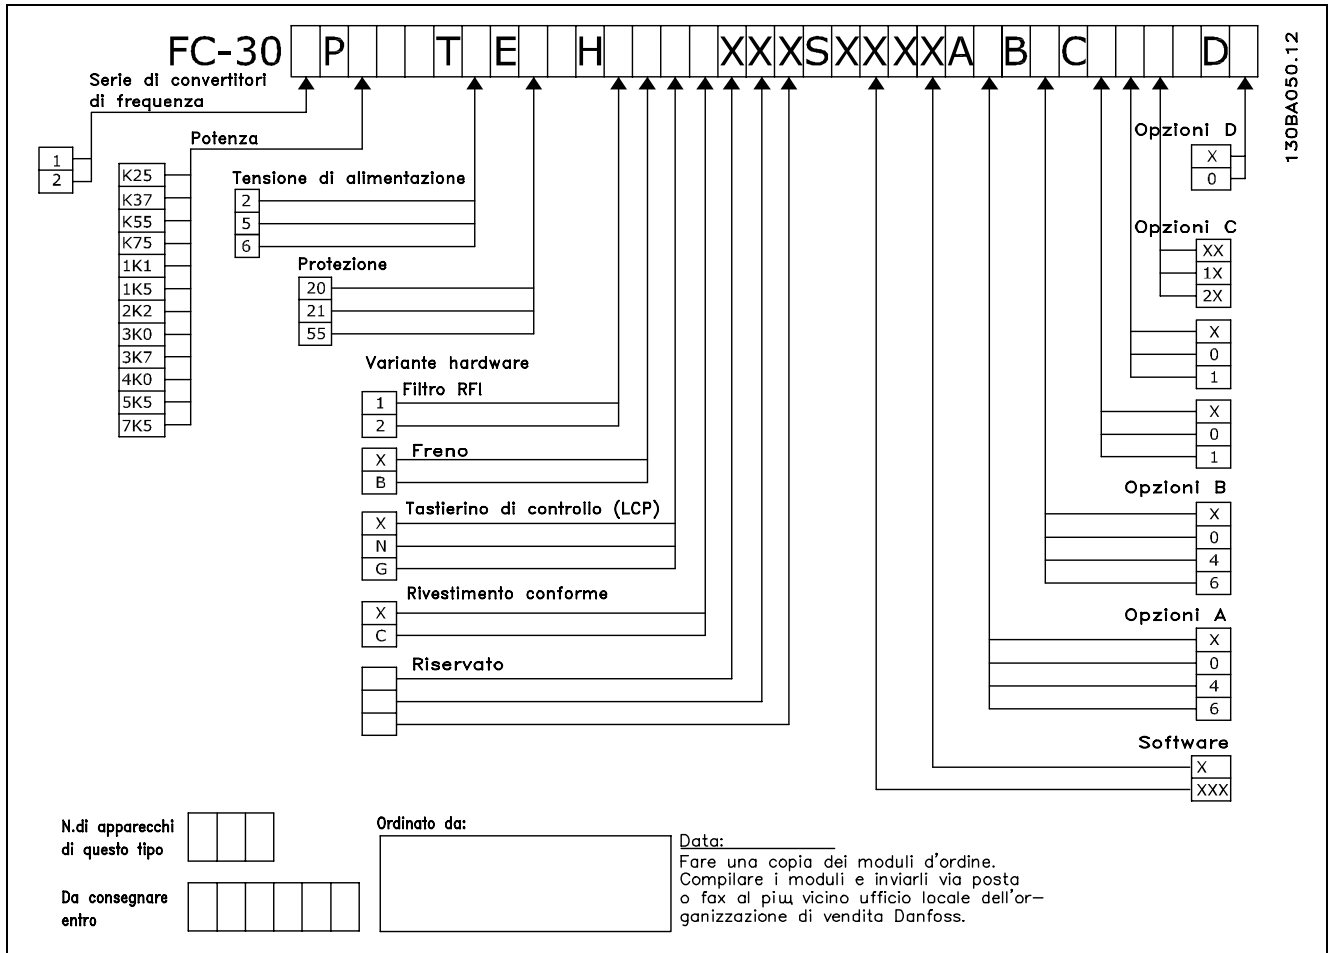 FC-30 P T E H XXXSXXXXA B C D
130BA050.12
Serie di convertitori
di frequenza
1
2
Potenza
K25
K37
K55
K75
1K1
1K5
2K2
3K0
3K7
4K0
5K5
7K5
Tensione di alimentazione
2
5
6
Protezione
20
21
55
Variante hardware
Filtro RFI
1
2
Freno
X
B
Tastierino di controllo (LCP)
X
N
G
Rivestimento conforme
X
C
Riservato
Opzioni D
X
0
Opzioni C
XX
1X
2X
X
0
1
X
0
1
Opzioni B
X
0
4
6
Opzioni A
X
0
4
6
Software
X
XXX
N.di apparecchi
di questo tipo
Da consegnare
entro
Ordinato da:
Data:
Fare una copia dei moduli d'ordine.
Compilare i moduli e inviarli via posta
o fax al piщ vicino ufficio locale dell'or-
ganizzazione di vendita Danfoss.